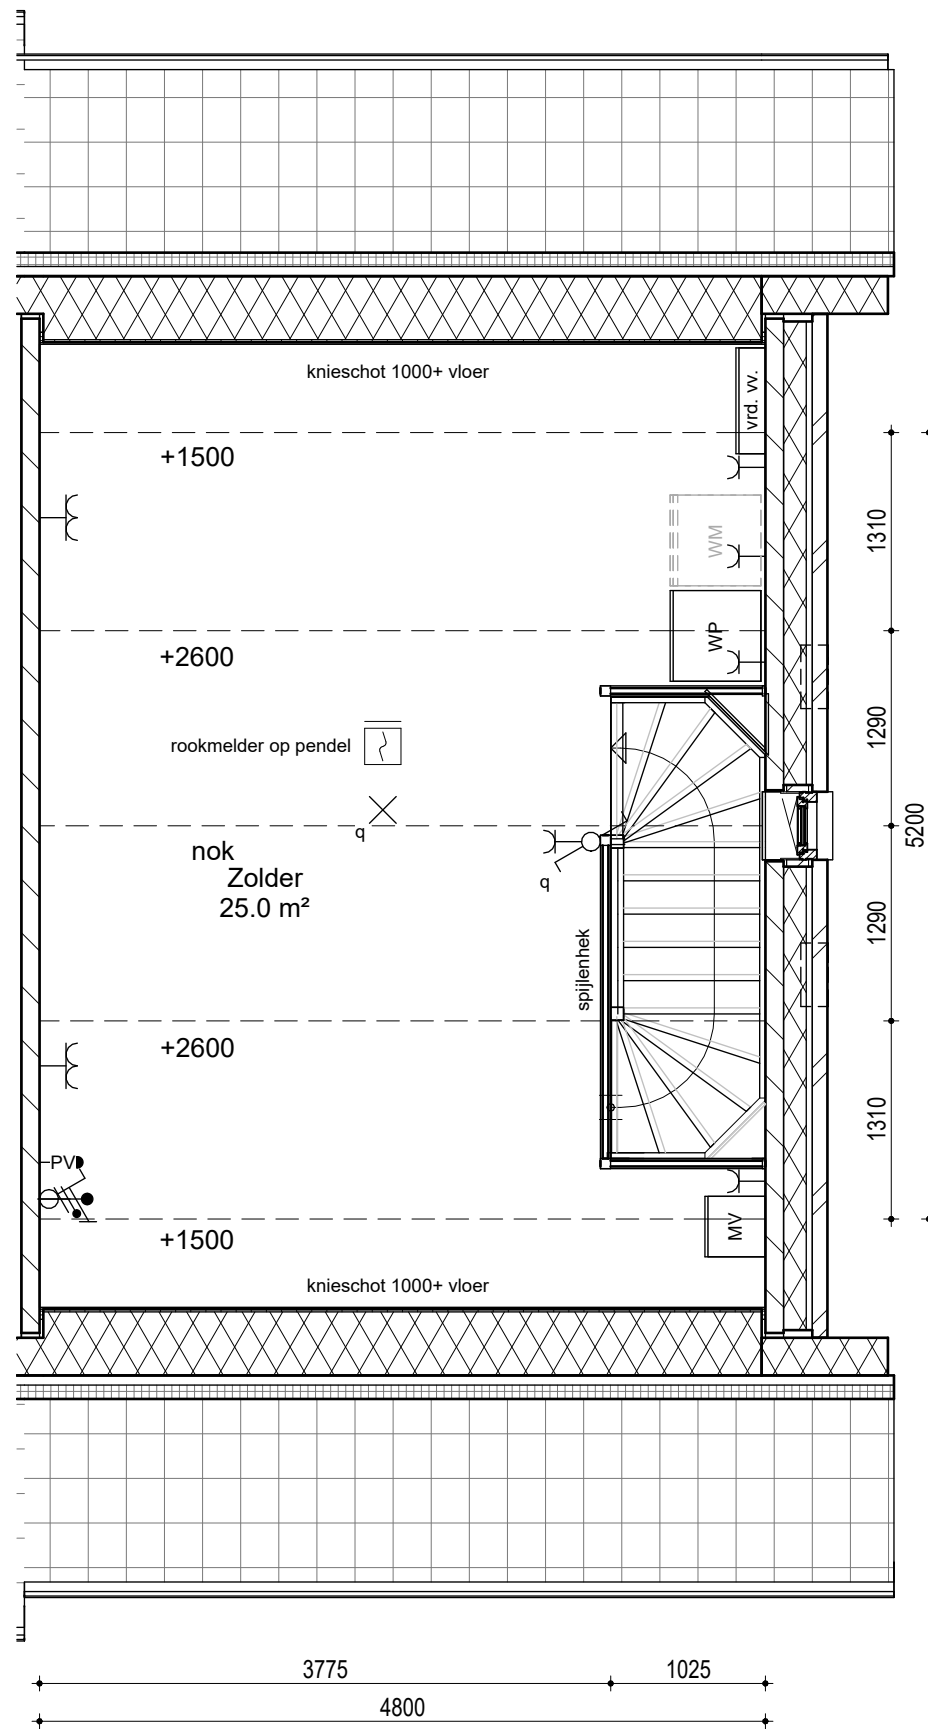 knieschot 1000+ vloer
vrd. vv.
+1500
1310
WM
WP
+2600
1290
rookmelder op pendel
q
nok
Zolder
25.0 m²
q
5200
1290
spijlenhek
+2600
1310
PV
MV
+1500
knieschot 1000+ vloer
3775
1025
4800